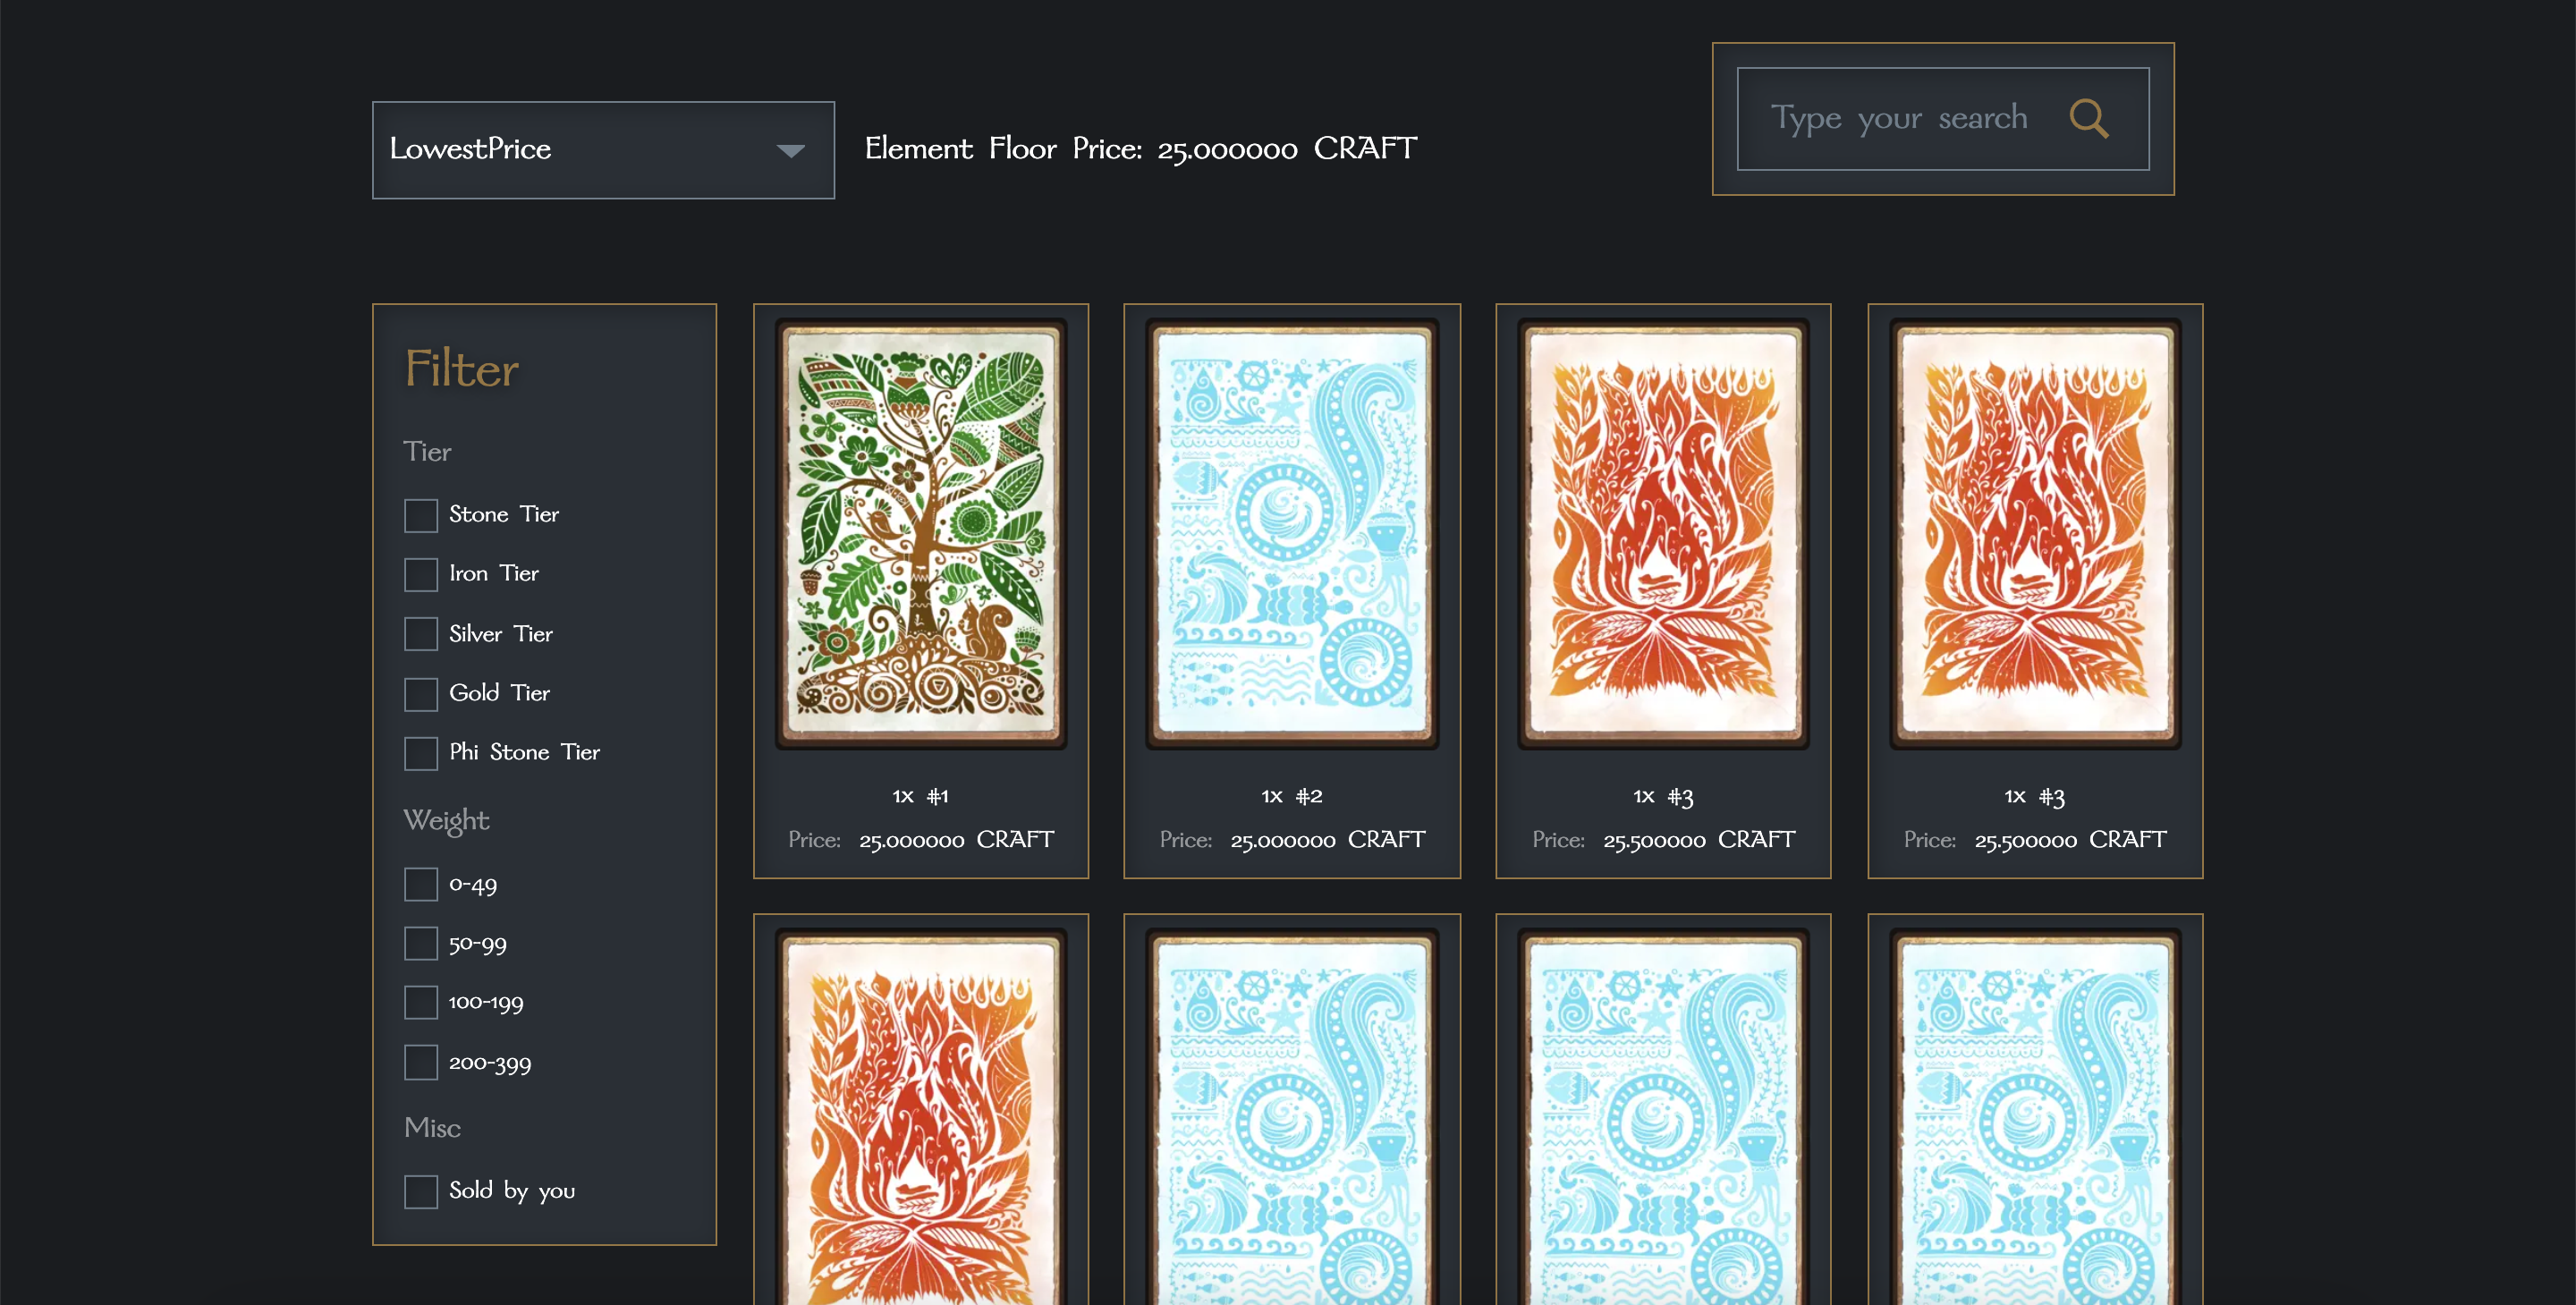 Type your search
LowestPrice
Element Floor Price: 25.000000 CRAFT
Filter
Tier
Stone Tier
Iron Tier
Silver Tier
Gold Tier
Phi Stone Tier
Weight
0-49
50-99
100-199
200-399
Misc
Sold by you
1x #1
Price: 25.000000 CRAFT
1x #2
Price: 25.000000 CRAFT
1x #3
Price: 25.500000 CRAFT
1x #3
Price: 25.500000 CRAFT